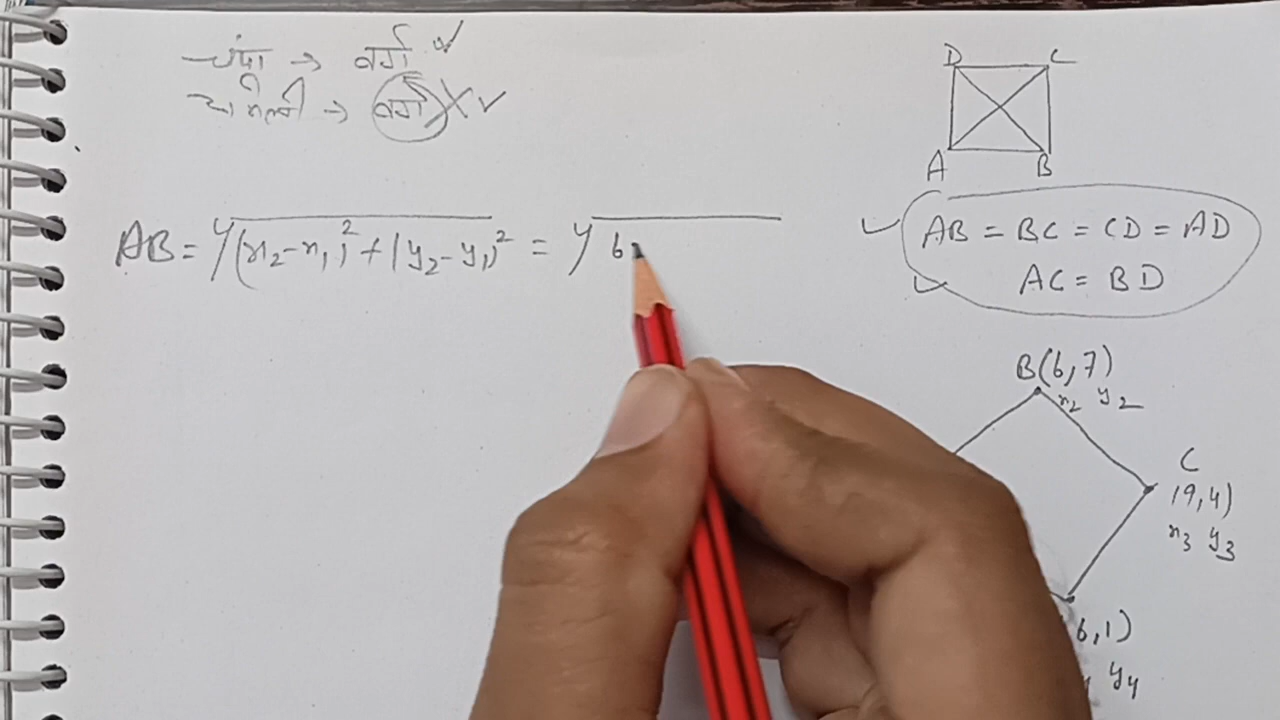 चंपा → वर्ग ✓
चमेली → वर्ग ✓
D C
A B
AB = √(x₂-x₁)² + (y₂-y₁)² = √6
AB = BC = CD = AD
AC = BD
B(6,7)
x₂ y₂
C
(9,4)
x₃ y₃
6,1)
y₄